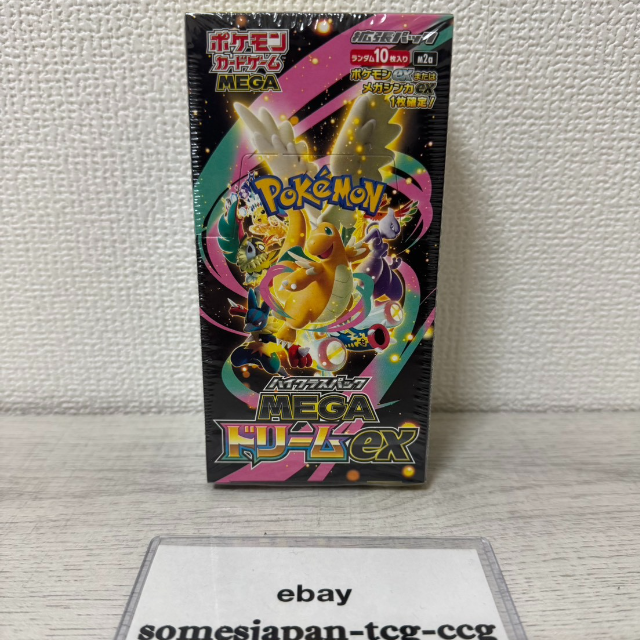 ポケモン
カードゲーム
MEGA
拡張パック
ランダム10枚入り m2a
ポケモンexまたは
メガシンカex
1枚確定!
POKéMON
ハイクラスパック
MEGA
ドリームex
ebay
somesjapan-tcg-ccg